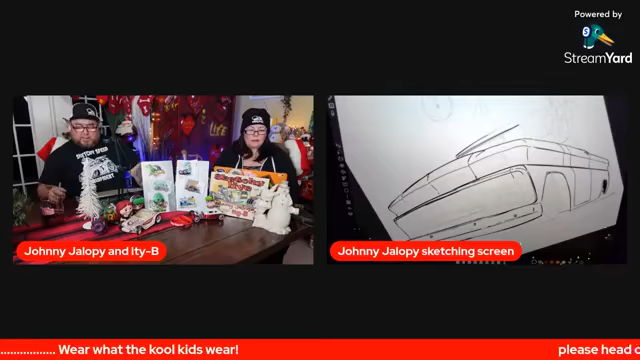 Powered by
StreamYard
Johnny Jalopy and Ity-B
Johnny Jalopy sketching screen
.................. Wear what the kool kids wear!
please head o